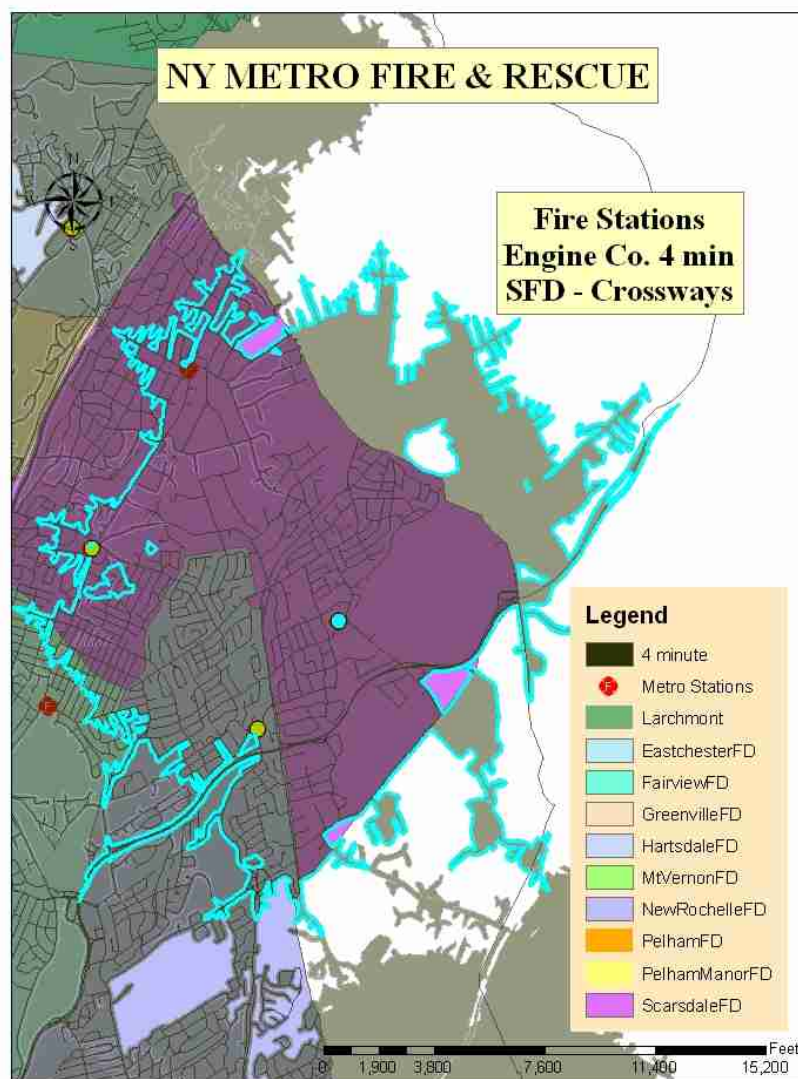 NY METRO FIRE & RESCUE
N
S
Fire Stations
Engine Co. 4 min
SFD - Crossways
F
Legend
4 minute
F Metro Stations
Larchmont
EastchesterFD
FairviewFD
GreenvilleFD
HartsdaleFD
MtVernonFD
NewRochelleFD
PelhamFD
PelhamManorFD
ScarsdaleFD
Feet
0 1,900 3,800 7,600 11,400 15,200